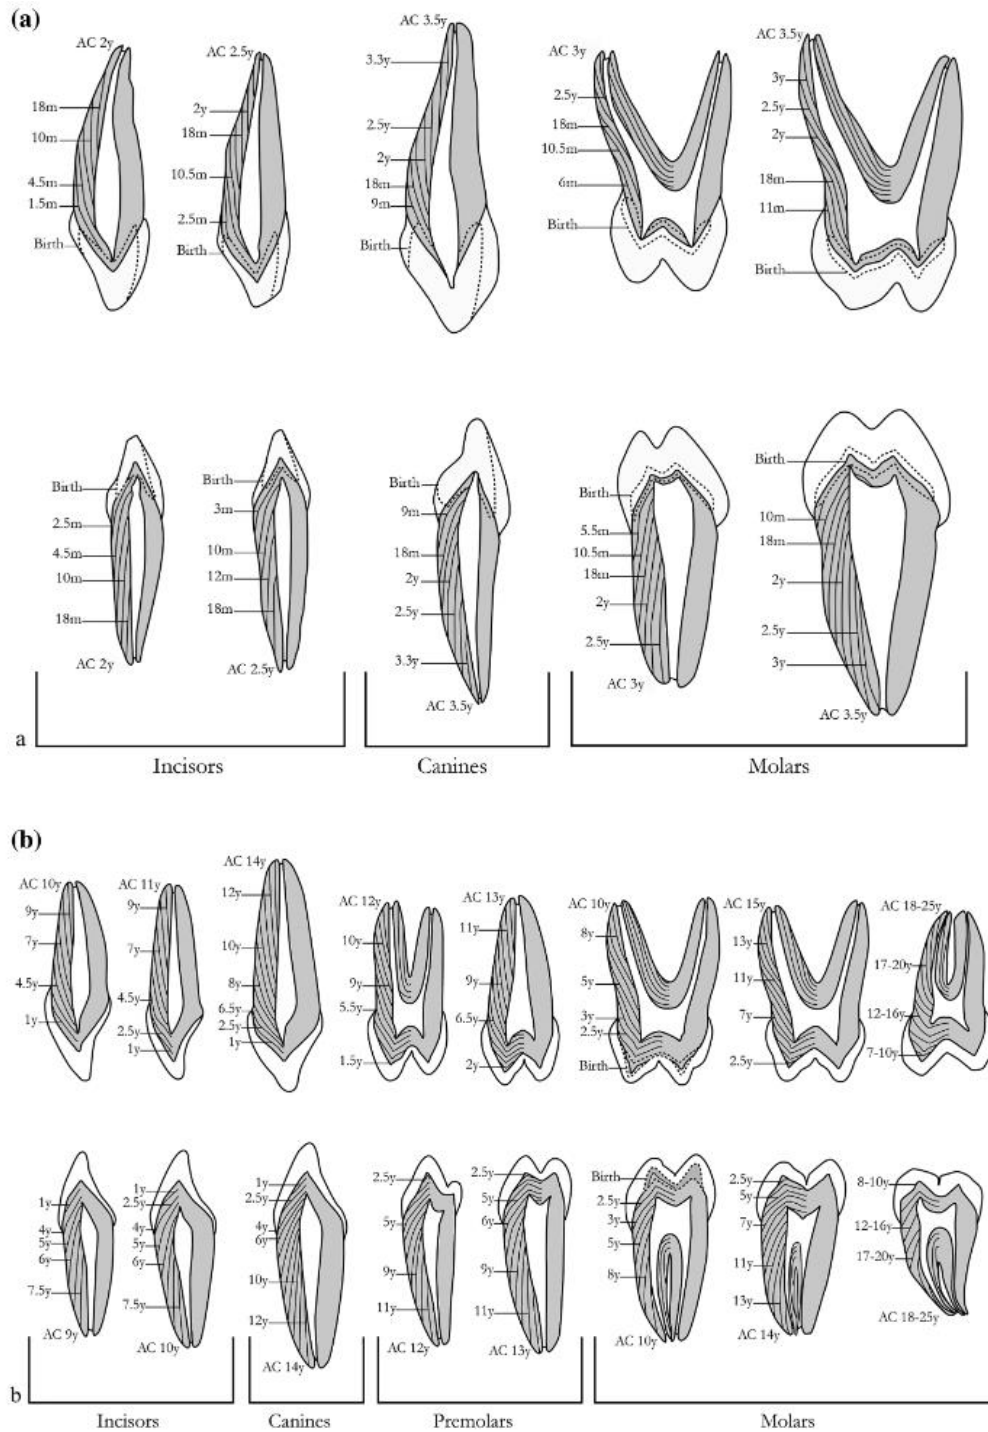 (a)
AC 2y
18m
10m
4.5m
1.5m
Birth
AC 2.5y
2y
18m
10.5m
2.5m
Birth
AC 3.5y
3.3y
2.5y
2y
18m
9m
Birth
AC 3y
2.5y
18m
10.5m
6m
Birth
AC 3.5y
3y
2.5y
2y
18m
11m
Birth
Birth
2.5m
4.5m
10m
18m
AC 2y
Birth
3m
10m
12m
18m
AC 2.5y
Birth
9m
18m
2y
2.5y
3.3y
AC 3.5y
Birth
5.5m
10.5m
18m
2y
2.5y
AC 3y
Birth
10m
18m
2y
2.5y
3y
AC 3.5y
a
Incisors
Canines
Molars
(b)
AC 10y
9y
7y
4.5y
1y
AC 11y
9y
7y
4.5y
2.5y
1y
AC 14y
12y
10y
8y
6.5y
2.5y
1y
AC 12y
10y
9y
5.5y
1.5y
AC 13y
11y
9y
6.5y
2y
AC 10y
8y
5y
3y
2.5y
Birth
AC 15y
13y
11y
7y
2.5y
AC 18-25y
17-20y
12-16y
7-10y
1y
2.5y
4y
5y
6y
7.5y
AC 9y
1y
2.5y
4y
5y
6y
7.5y
AC 10y
1y
2.5y
4y
6y
10y
12y
AC 14y
2.5y
5y
9y
11y
AC 12y
2.5y
5y
6y
9y
11y
AC 13y
Birth
2.5y
3y
5y
8y
AC 10y
2.5y
5y
7y
11y
13y
AC 14y
8-10y
12-16y
17-20y
AC 18-25y
b
Incisors
Canines
Premolars
Molars